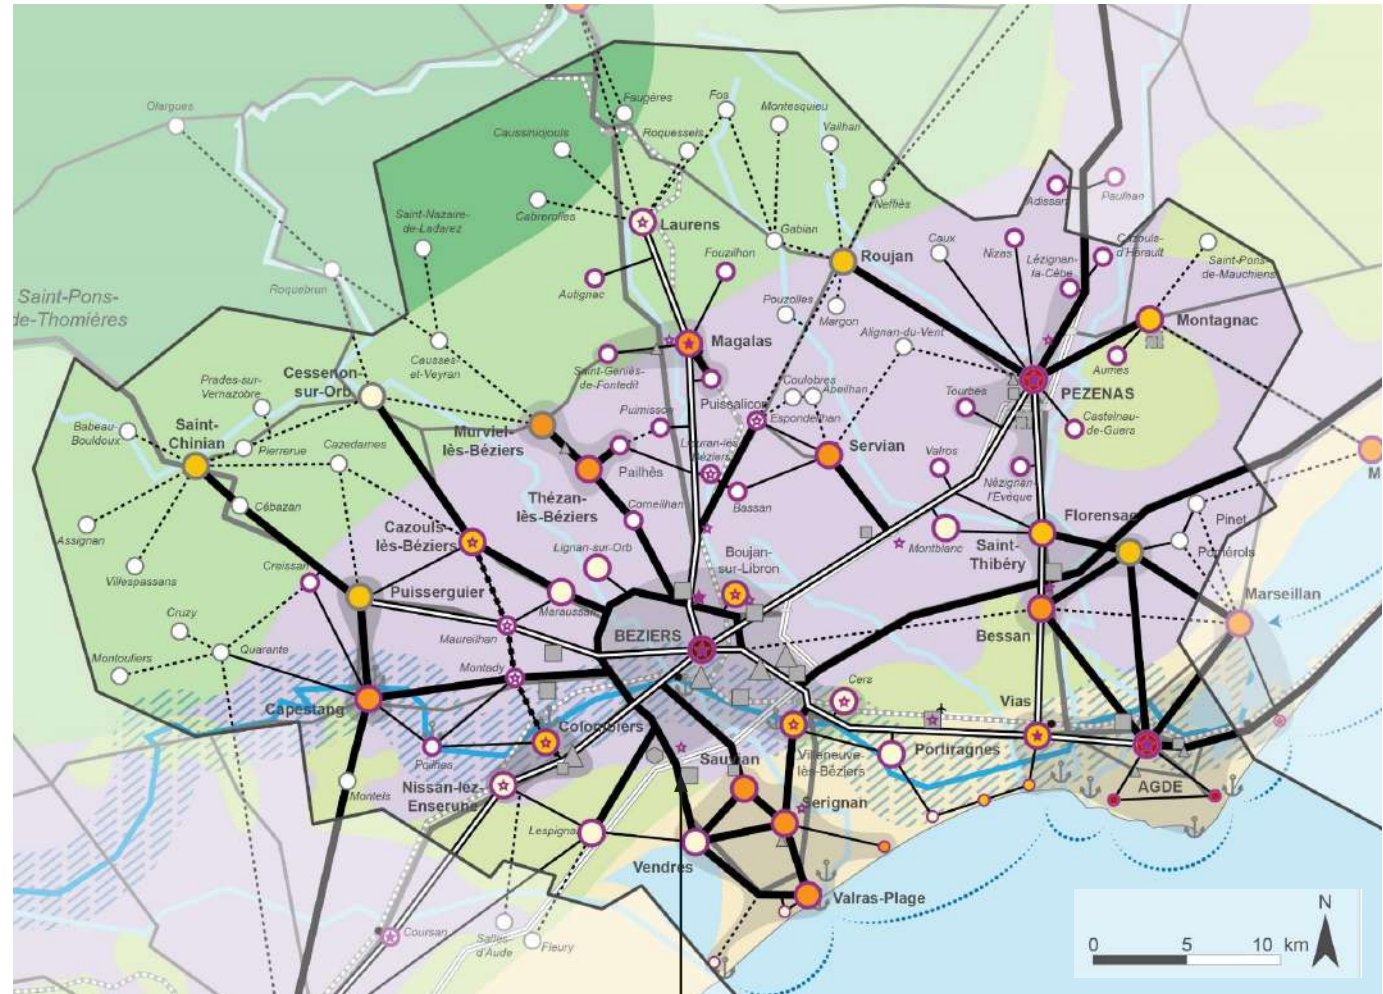 Olargues
Faugères
Fos
Montesquieu
Caussiniojouls
Roquessels
Vailhan
Adissan
Paulhan
Cabrerolles
Neffiès
Saint-Nazaire-
de-Ladarez
Laurens
Gabian
Roujan
Caux
Nizas
Lézignan-
la-Cèbe
Cazouls-
d'Hérault
Saint-Pons-
de-Mauchiens
Fouzilhon
Roquebrun
Autignac
Saint-Pons-
de-Thomières
Pouzolles
Margon
Alignan-du-Vent
Montagnac
Magalas
Causses-
et-Veyran
Saint-Geniès-
de-Fontedit
Aumes
Prades-sur-
Vernazobre
Cessenon-
sur-Orb
Coulobres
Abeilhan
Tourbes
PEZENAS
Puissalicon
Puimisson
Espondeilhan
Castelnau-
de-Guers
Babeau-
Bouldoux
Saint-
Chinian
Pierrerue
Cazedarnes
Murviel-
lès-Béziers
Lieuran-les
Béziers
Servian
Valros
M
Pailhès
Nézignan-
l'Evêque
Thézan-
lès-Béziers
Corneilhan
Bassan
Cébazan
Florensac
Pinet
Assignan
Cazouls-
lès-Béziers
Lignan-sur-Orb
Boujan-
sur-Libron
Montblanc
Saint-
Thibéry
Pomérols
Villespassans
Creissan
Puisserguier
Maraussan
Marseillan
Cruzy
Maureilhan
BEZIERS
Bessan
Quarante
Montady
Montouliers
Cers
Vias
Capestang
Colombiers
Poilhes
Villeneuve-
lès-Béziers
Portiragnes
Nissan-lez-
Enserune
Sauvian
AGDE
Montels
Serignan
Lespignan
Vendres
Valras-Plage
Coursan
Salles-
d'Aude
Fleury
N
0 5 10 km